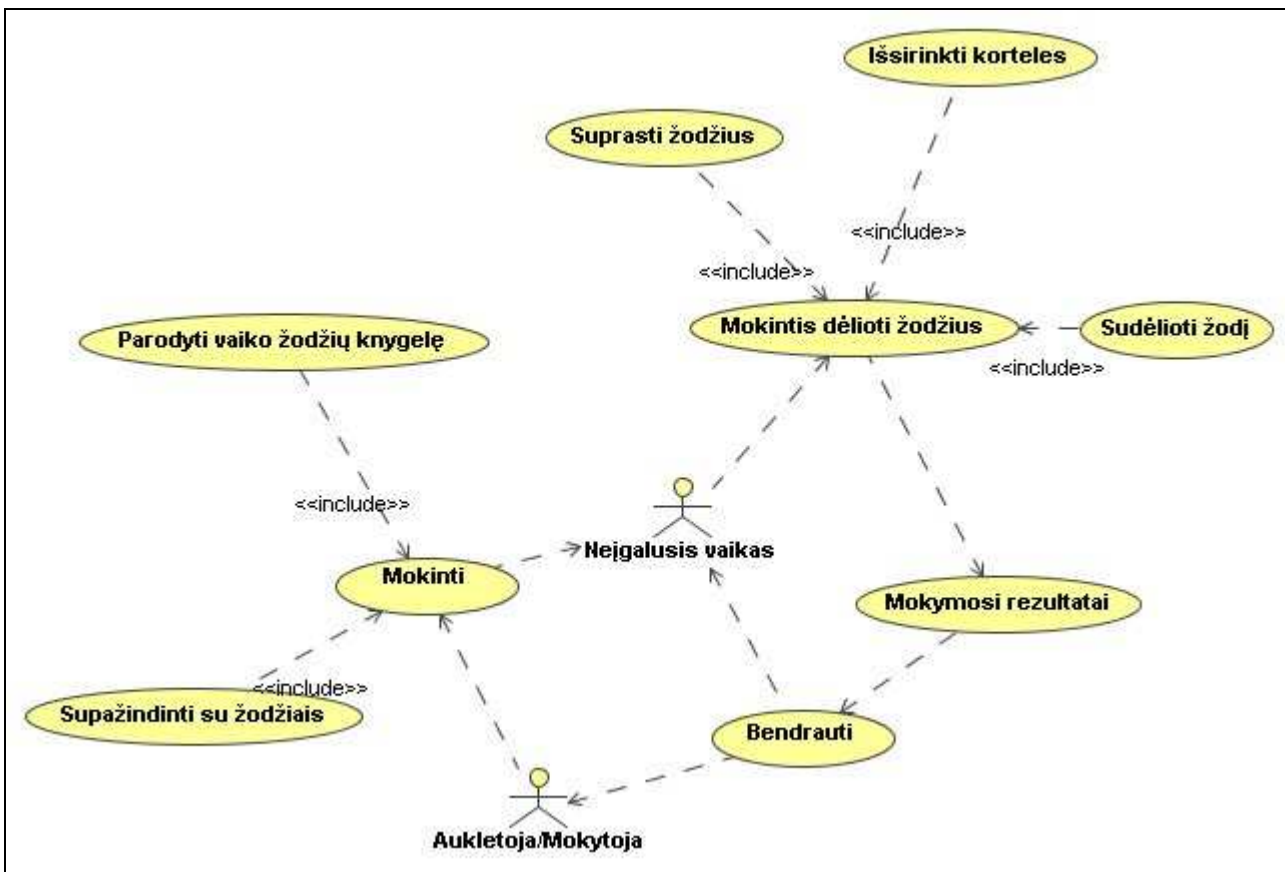 Išsirinkti korteles
Suprasti žodžius
<<include>>
<<include>>
Mokintis dėlioti žodžius
Sudėlioti žodį
<<include>>
Parodyti vaiko žodžių knygelę
<<include>>
Neįgalusis vaikas
Mokinti
Mokymosi rezultatai
<<include>>
Supažindinti su žodžiais
Bendrauti
Aukletoja/Mokytoja